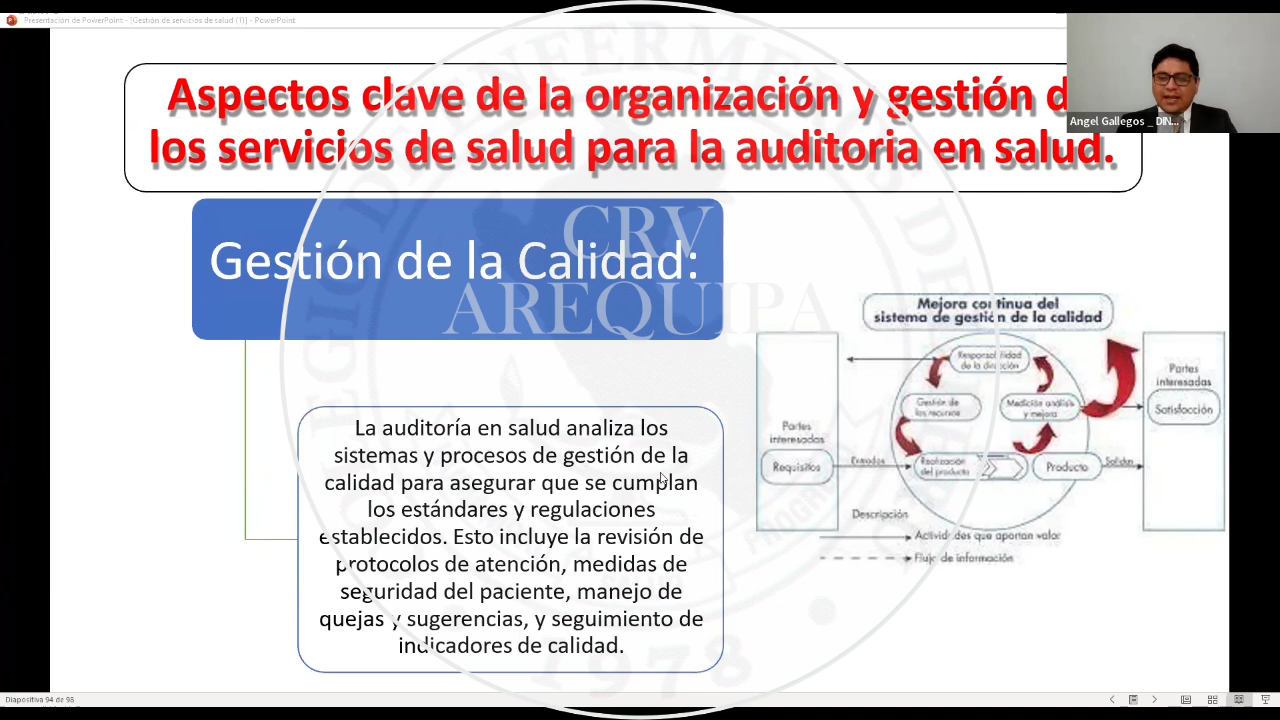 Presentación de PowerPoint - [Gestión de servicios de salud (1)] - PowerPoint
Aspectos clave de la organización y gestión d
los servicios de salud para la auditoria en salud.
Angel Gallegos _ DIN...
CRV
AREQUIPA
Gestión de la Calidad:
La auditoría en salud analiza los
sistemas y procesos de gestión de la
calidad para asegurar que se cumplan
los estándares y regulaciones
establecidos. Esto incluye la revisión de
protocolos de atención, medidas de
seguridad del paciente, manejo de
quejas y sugerencias, y seguimiento de
indicadores de calidad.
Mejora continua del
sistema de gestión de la calidad
Responsabilidad
de la dirección
Gestión de
los recursos
Medición análisis
y mejora
Realización
del producto
Producto
Partes
interesadas
Requisitos
Entradas
Salidas
Partes
interesadas
Satisfacción
Descripción
Actividades que aportan valor
Flujo de información
1978
Diapositiva 94 de 98